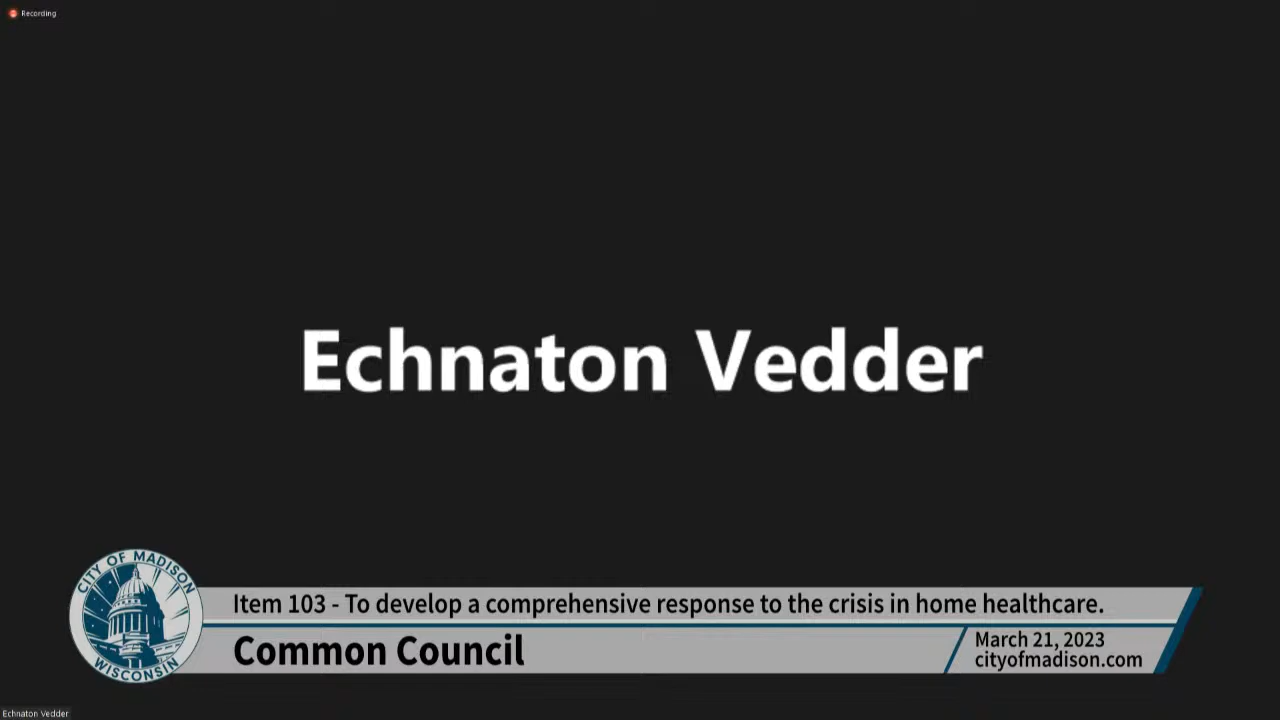 Recording
Echnaton Vedder
CITY OF MADISON
WISCONSIN
Item 103 - To develop a comprehensive response to the crisis in home healthcare.
Common Council
March 21, 2023
cityofmadison.com
Echnaton Vedder